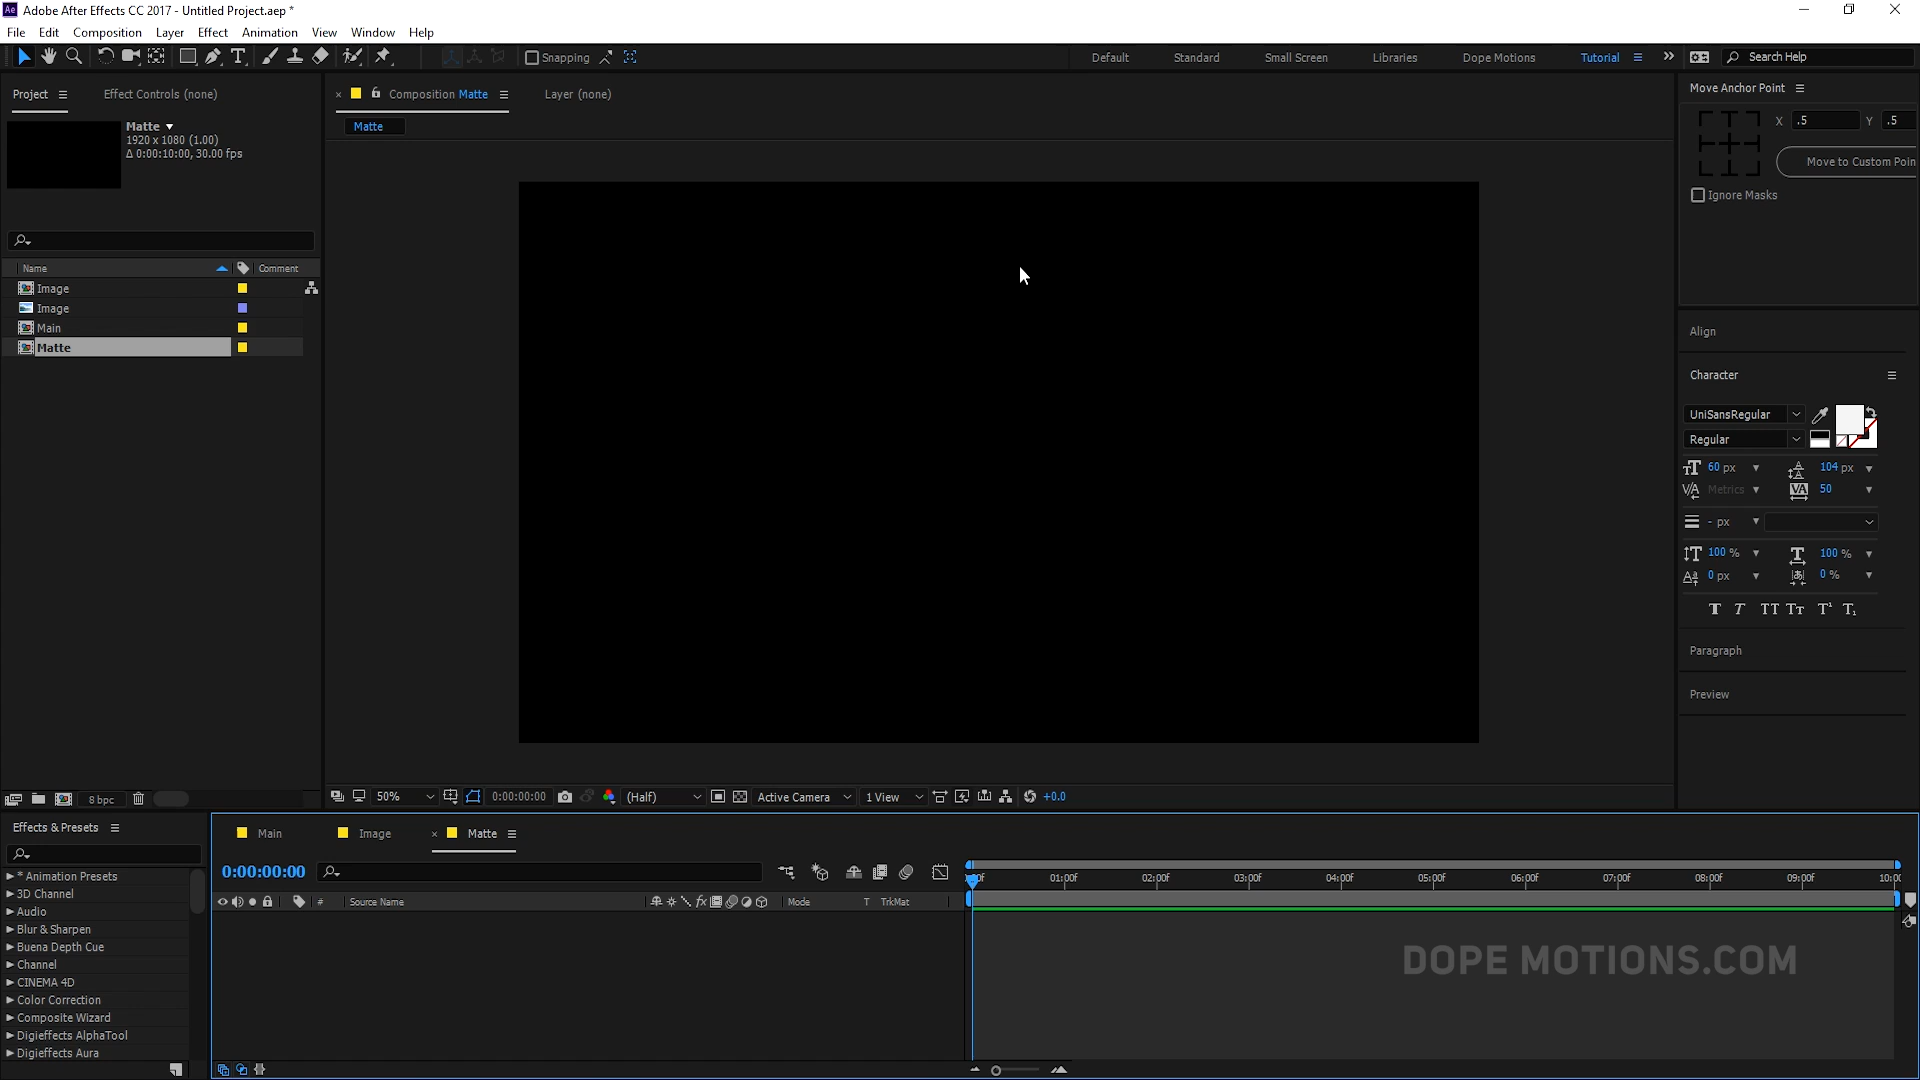 Adobe After Effects CC 2017 - Untitled Project.aep *
File Edit Composition Layer Effect Animation View Window Help
Snapping
Default Standard Small Screen Libraries Dope Motions Tutorial Search Help
Project Effect Controls (none)
Matte
1920 x 1080 (1.00)
Δ 0:00:10:00, 30.00 fps
Name Comment
Image
Image
Main
Matte
8 bpc
Composition Matte Layer (none)
Matte
50% 0:00:00:00 (Half) Active Camera 1 View +0.0
Move Anchor Point
X .5 Y .5
Move to Custom Poin
Ignore Masks
Align
Character
UniSansRegular
Regular
60 px 104 px
Metrics 50
- px
100 % 100 %
0 px 0 %
Paragraph
Preview
Effects & Presets
* Animation Presets
3D Channel
Audio
Blur & Sharpen
Buena Depth Cue
Channel
CINEMA 4D
Color Correction
Composite Wizard
Digieffects AlphaTool
Digieffects Aura
Main Image Matte
0:00:00:00
# Source Name Mode T TrkMat
01:00f 02:00f 03:00f 04:00f 05:00f 06:00f 07:00f 08:00f 09:00f
DOPE MOTIONS.COM